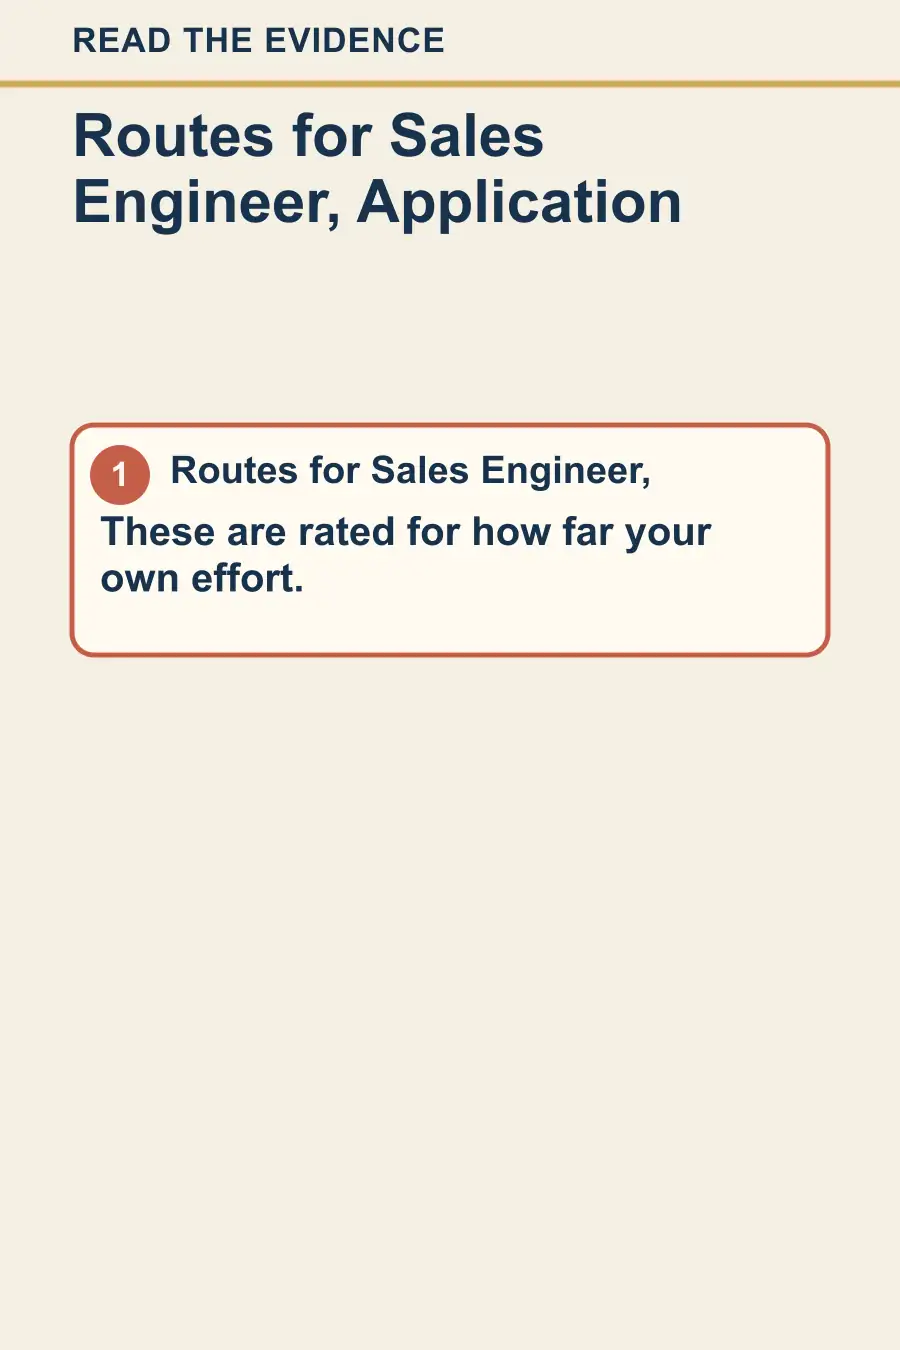 READ THE EVIDENCE
Routes for Sales
Engineer, Application
1 Routes for Sales Engineer,
These are rated for how far your
own effort.